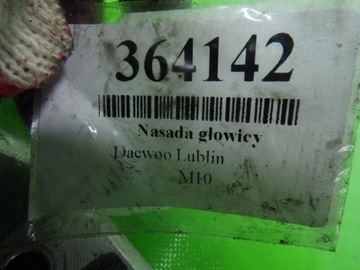 364142
Nasada glowicy
Daewoo Lublin
M10